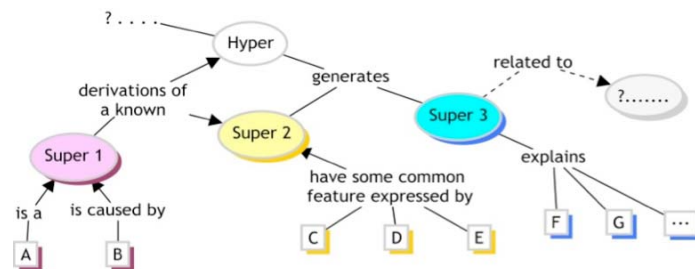 ? . . . .
Hyper
generates
related to
?.......
derivations of
a known
Super 1
Super 2
Super 3
explains
have some common
feature expressed by
is a
is caused by
A
B
C
D
E
F
G
...